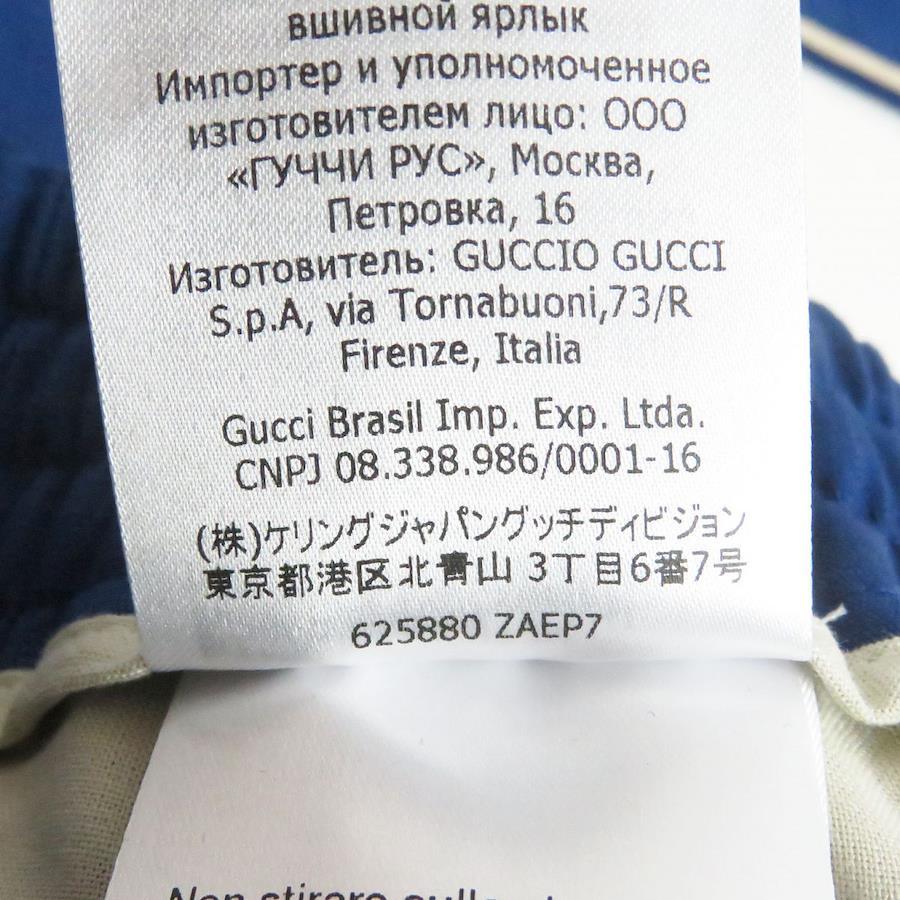 вшивной ярлык
Импортер и уполномоченное
изготовителем лицо: ООО
«ГУЧЧИ РУС», Москва,
Петровка, 16
Изготовитель: GUCCIO GUCCI
S.p.A, via Tornabuoni,73/R
Firenze, Italia
Gucci Brasil Imp. Exp. Ltda.
CNPJ 08.338.986/0001-16
(株)ケリングジャパングッチディビジョン
東京都港区北青山 3丁目6番7号
625880 ZAEP7
Non stirare sulla